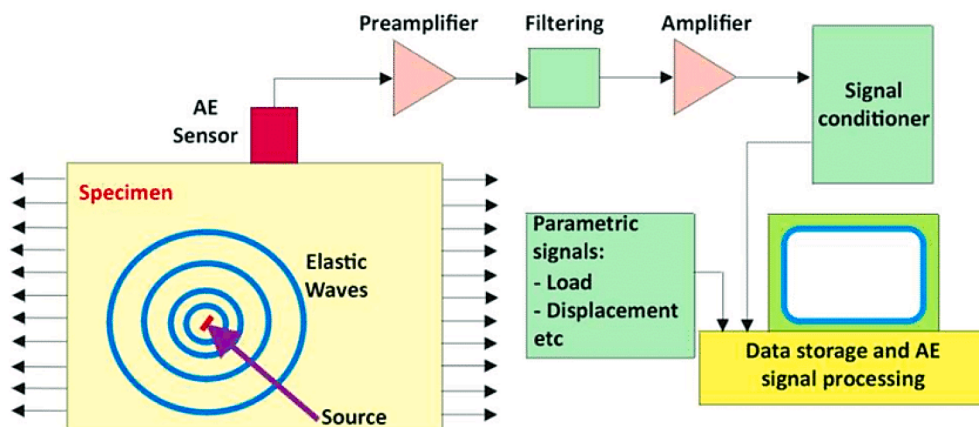 Preamplifier
Filtering
Amplifier
AE
Sensor
Signal
conditioner
Specimen
Elastic
Waves
Source
Parametric
signals:
- Load
- Displacement
etc
Data storage and AE
signal processing